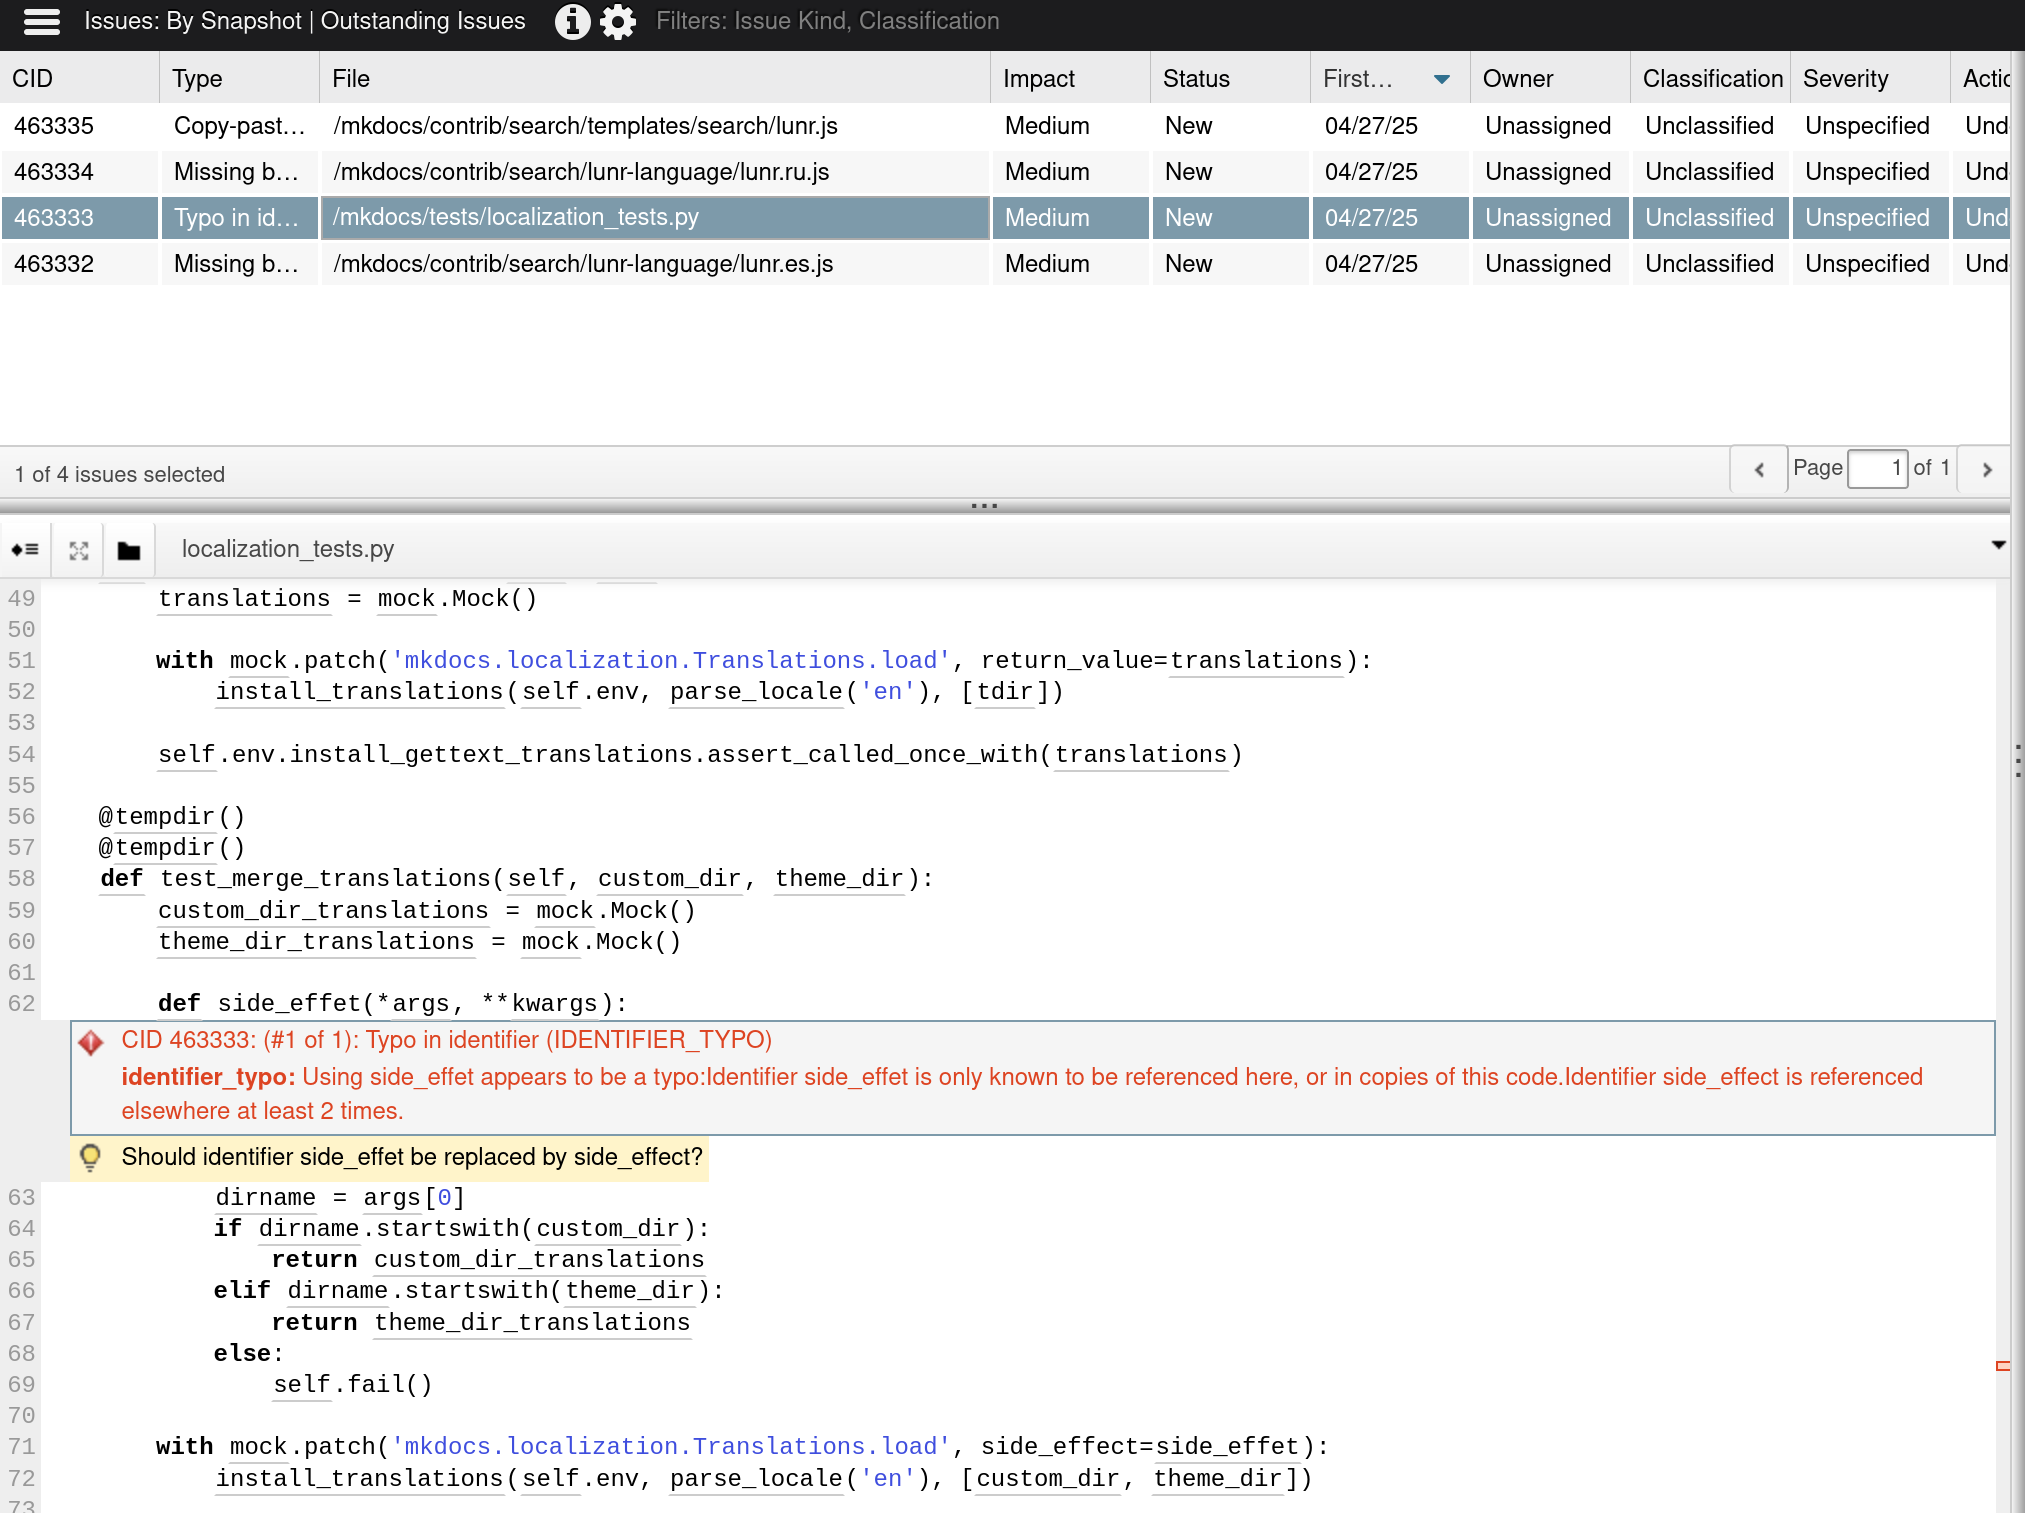 Issues: By Snapshot | Outstanding Issues Filters: Issue Kind, Classification
CID Type File Impact Status First... Owner Classification Severity Actio
463335 Copy-past... /mkdocs/contrib/search/templates/search/lunr.js Medium New 04/27/25 Unassigned Unclassified Unspecified Und
463334 Missing b... /mkdocs/contrib/search/lunr-language/lunr.ru.js Medium New 04/27/25 Unassigned Unclassified Unspecified Und
463333 Typo in id... /mkdocs/tests/localization_tests.py Medium New 04/27/25 Unassigned Unclassified Unspecified Und
463332 Missing b... /mkdocs/contrib/search/lunr-language/lunr.es.js Medium New 04/27/25 Unassigned Unclassified Unspecified Und
1 of 4 issues selected Page 1 of 1
localization_tests.py
49 translations = mock.Mock()
50
51 with mock.patch('mkdocs.localization.Translations.load', return_value=translations):
52 install_translations(self.env, parse_locale('en'), [tdir])
53
54 self.env.install_gettext_translations.assert_called_once_with(translations)
55
56 @tempdir()
57 @tempdir()
58 def test_merge_translations(self, custom_dir, theme_dir):
59 custom_dir_translations = mock.Mock()
60 theme_dir_translations = mock.Mock()
61
62 def side_effet(*args, **kwargs):
CID 463333: (#1 of 1): Typo in identifier (IDENTIFIER_TYPO)
identifier_typo: Using side_effet appears to be a typo:Identifier side_effet is only known to be referenced here, or in copies of this code.Identifier side_effect is referenced
elsewhere at least 2 times.
Should identifier side_effet be replaced by side_effect?
63 dirname = args[0]
64 if dirname.startswith(custom_dir):
65 return custom_dir_translations
66 elif dirname.startswith(theme_dir):
67 return theme_dir_translations
68 else:
69 self.fail()
70
71 with mock.patch('mkdocs.localization.Translations.load', side_effect=side_effet):
72 install_translations(self.env, parse_locale('en'), [custom_dir, theme_dir])
73